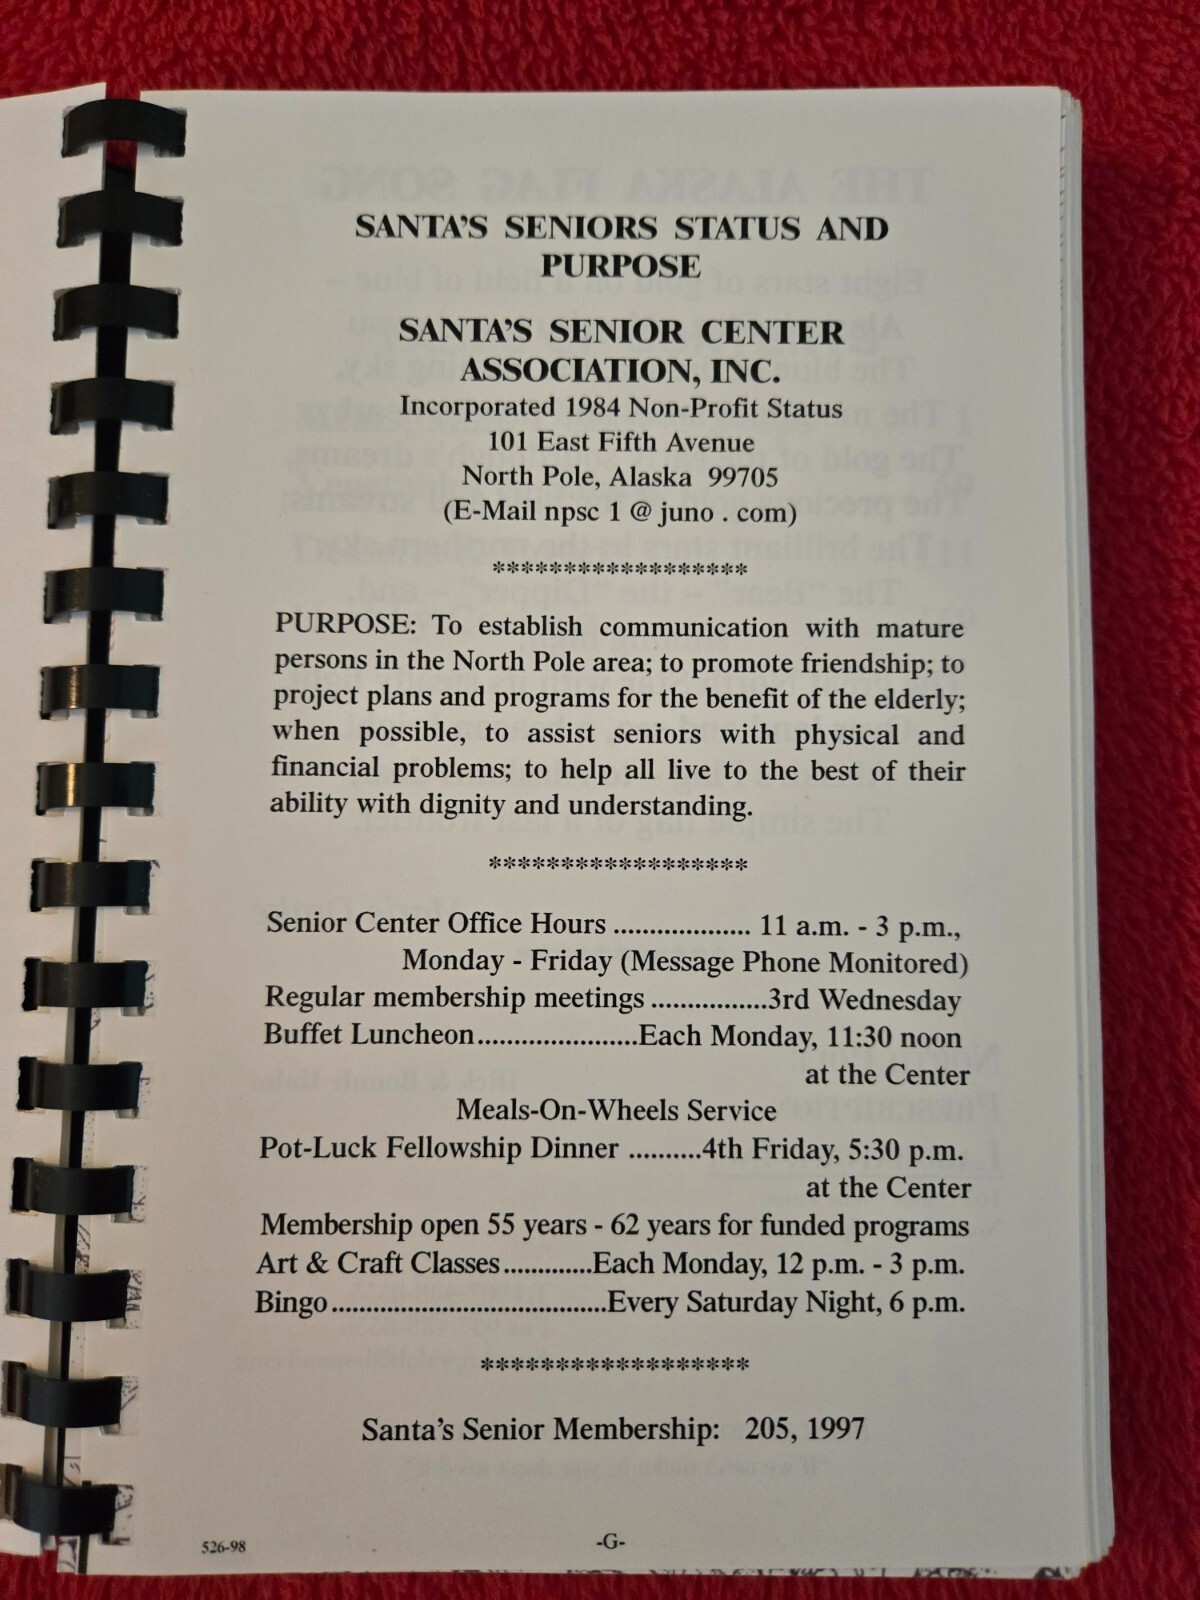 SANTA'S SENIORS STATUS AND
PURPOSE
SANTA'S SENIOR CENTER
ASSOCIATION, INC.
Incorporated 1984 Non-Profit Status
101 East Fifth Avenue
North Pole, Alaska 99705
(E-Mail npsc 1 @ juno . com)
******************
PURPOSE: To establish communication with mature
persons in the North Pole area; to promote friendship; to
project plans and programs for the benefit of the elderly;
when possible, to assist seniors with physical and
financial problems; to help all live to the best of their
ability with dignity and understanding.
******************
Senior Center Office Hours ................... 11 a.m. - 3 p.m.,
Monday - Friday (Message Phone Monitored)
Regular membership meetings ................3rd Wednesday
Buffet Luncheon......................Each Monday, 11:30 noon
at the Center
Meals-On-Wheels Service
Pot-Luck Fellowship Dinner ..........4th Friday, 5:30 p.m.
at the Center
Membership open 55 years - 62 years for funded programs
Art & Craft Classes.............Each Monday, 12 p.m. - 3 p.m.
Bingo.......................................Every Saturday Night, 6 p.m.
******************
Santa's Senior Membership: 205, 1997
526-98
-G-